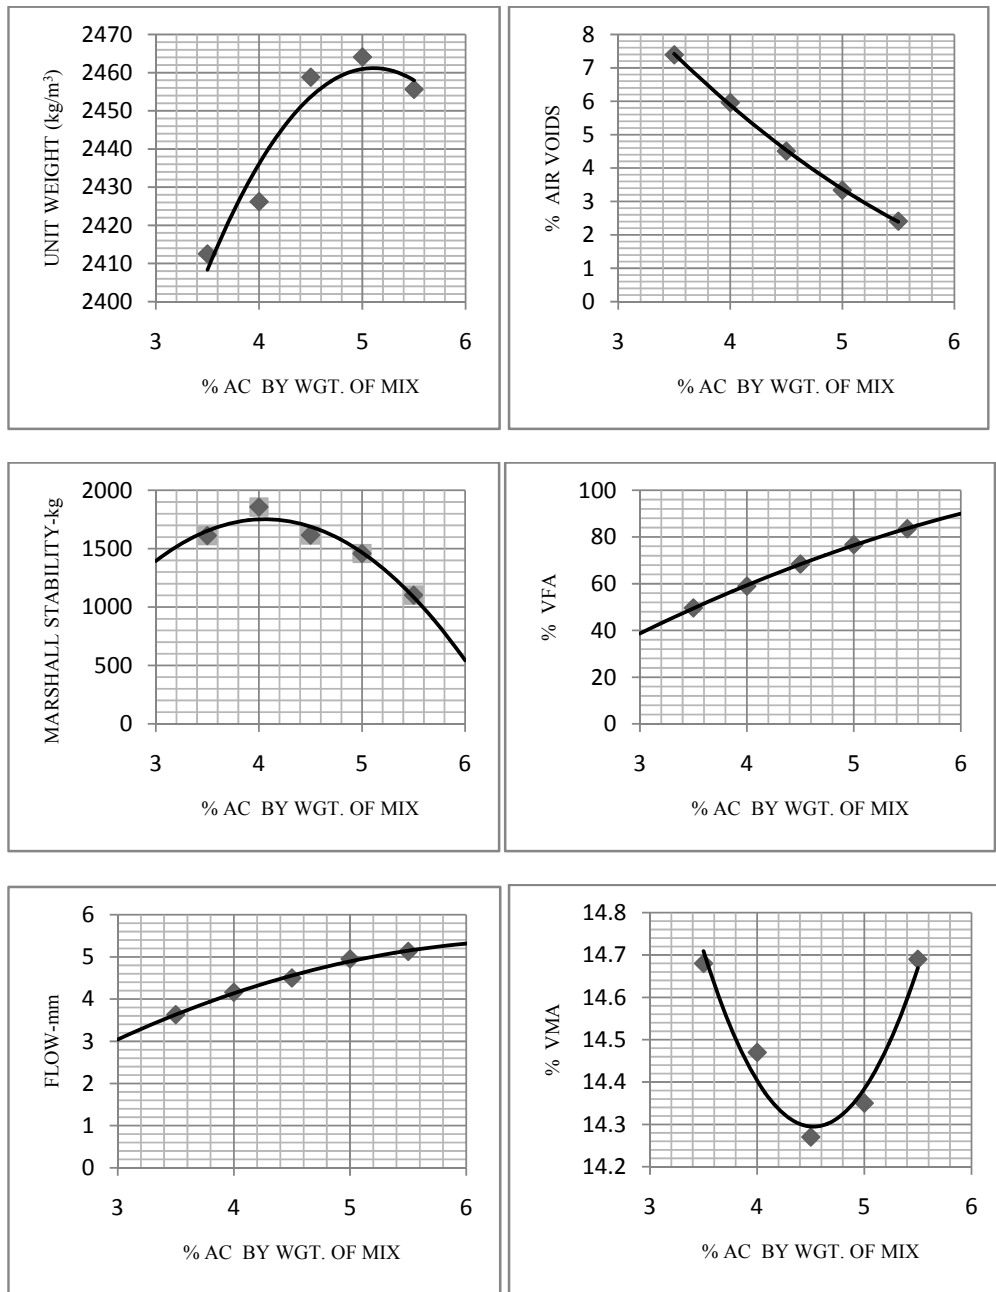 UNIT WEIGHT (kg/m³)
2470
2460
2450
2440
2430
2420
2410
2400
3 4 5 6
% AC BY WGT. OF MIX
% AIR VOIDS
8
7
6
5
4
3
2
1
0
3 4 5 6
% AC BY WGT. OF MIX
MARSHALL STABILITY-kg
2000
1500
1000
500
0
3 4 5 6
% AC BY WGT. OF MIX
% VFA
100
80
60
40
20
0
3 4 5 6
% AC BY WGT. OF MIX
FLOW-mm
6
5
4
3
2
1
0
3 4 5 6
% AC BY WGT. OF MIX
% VMA
14.8
14.7
14.6
14.5
14.4
14.3
14.2
3 4 5 6
% AC BY WGT. OF MIX